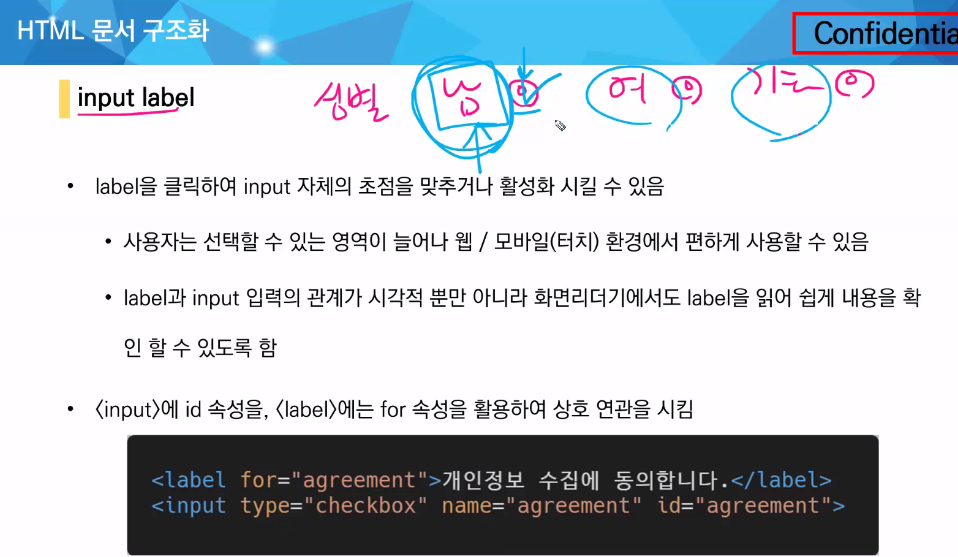 HTML 문서 구조화
Confidentia
input label
성별 남 여 기타
• label을 클릭하여 input 자체의 초점을 맞추거나 활성화 시킬 수 있음
• 사용자는 선택할 수 있는 영역이 늘어나 웹 / 모바일(터치) 환경에서 편하게 사용할 수 있음
• label과 input 입력의 관계가 시각적 뿐만 아니라 화면리더기에서도 label을 읽어 쉽게 내용을 확
인 할 수 있도록 함
• <input>에 id 속성을, <label>에는 for 속성을 활용하여 상호 연관을 시킴
<label for="agreement">개인정보 수집에 동의합니다.</label>
<input type="checkbox" name="agreement" id="agreement">